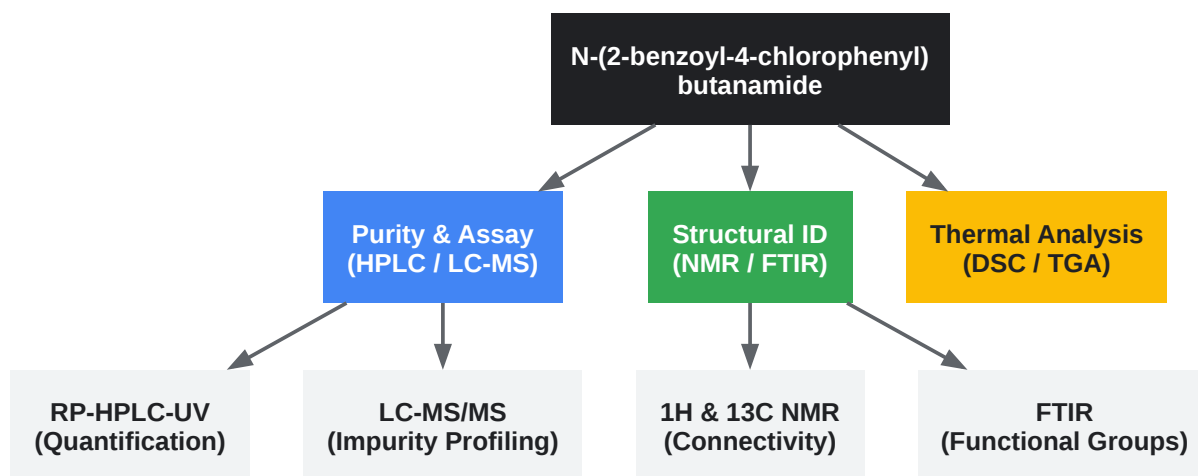 N-(2-benzoyl-4-chlorophenyl)
butanamide
Purity & Assay
(HPLC / LC-MS)
Structural ID
(NMR / FTIR)
Thermal Analysis
(DSC / TGA)
RP-HPLC-UV
(Quantification)
LC-MS/MS
(Impurity Profiling)
1H & 13C NMR
(Connectivity)
FTIR
(Functional Groups)